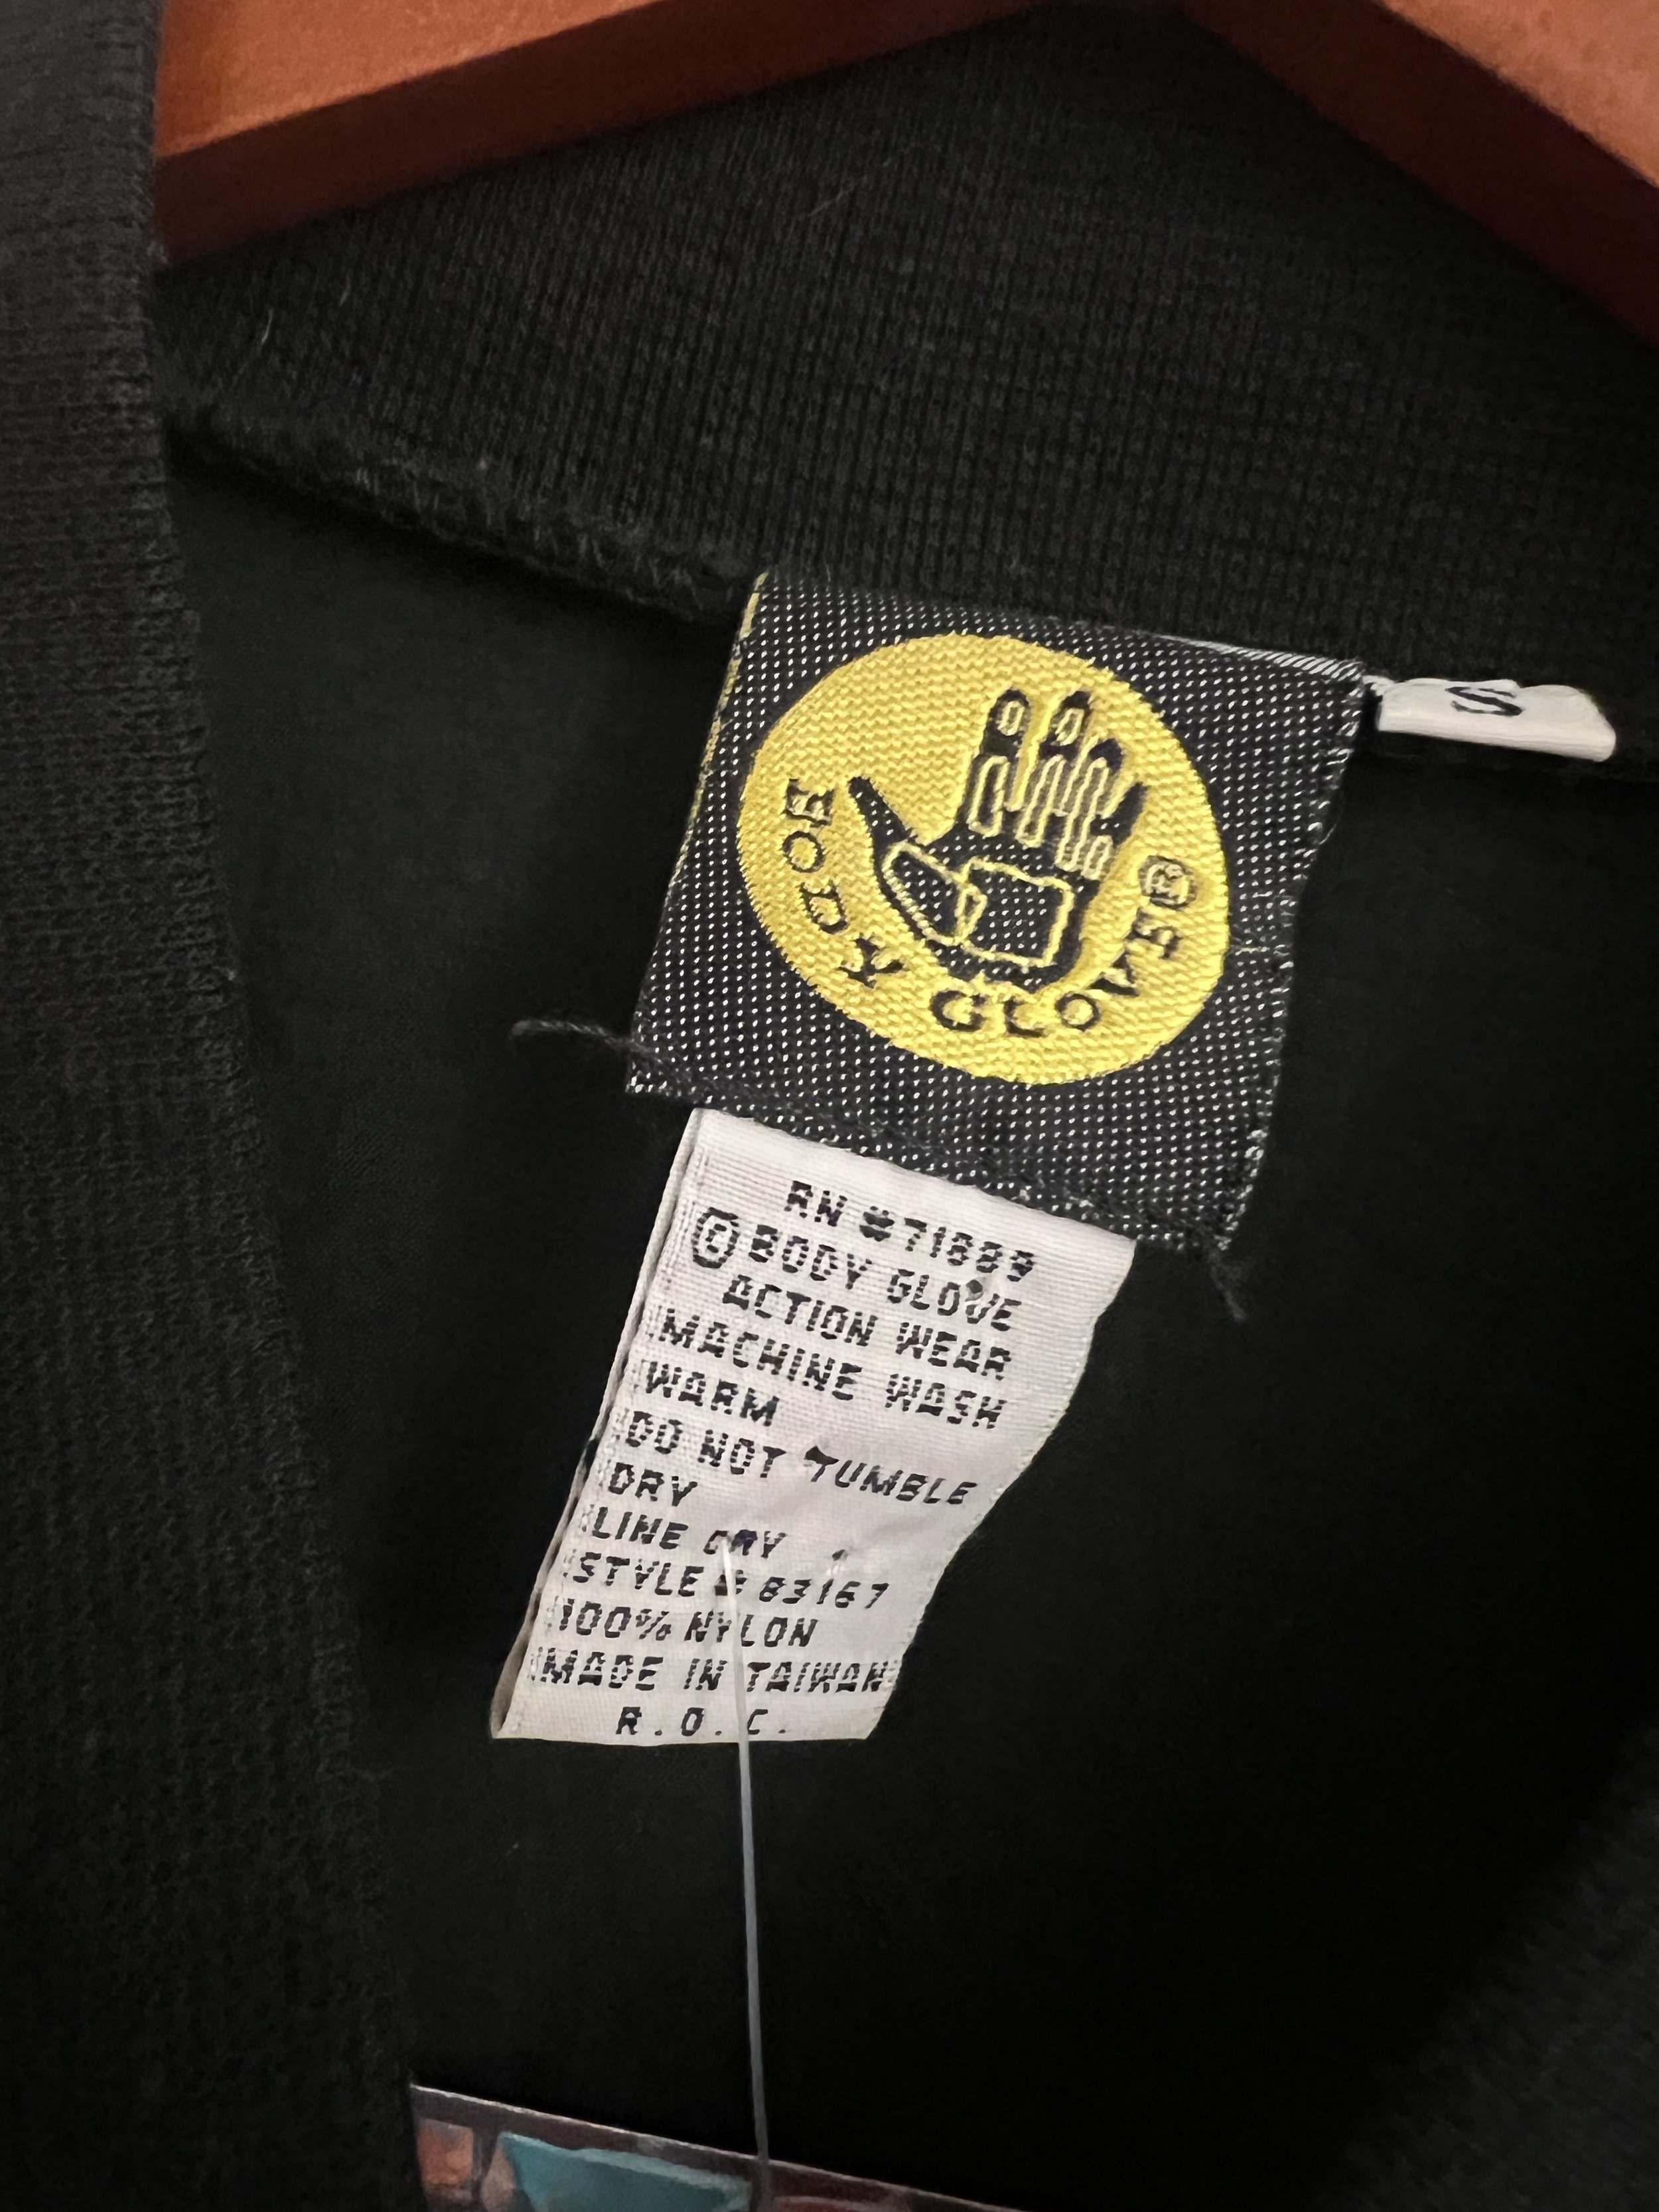 BODY GLOVE®
S
RN #71889
© BODY GLOVE
ACTION WEAR
MACHINE WASH
WARM
DO NOT TUMBLE
DRY
LINE DRY
STYLE # 83167
100% NYLON
MADE IN TAIWAN
R.O.C.